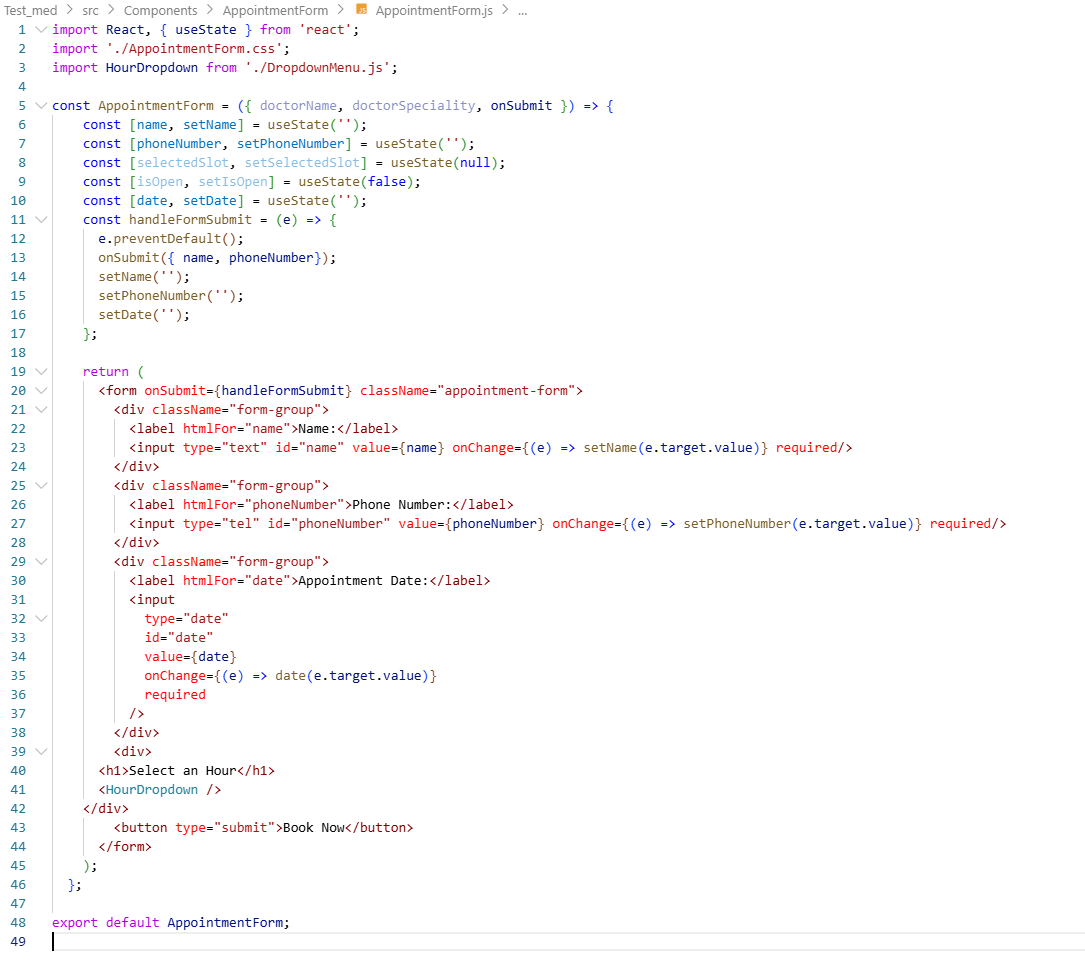 Test_med > src > Components > AppointmentForm > JS AppointmentForm.js > ...
1 import React, { useState } from 'react';
2 import './AppointmentForm.css';
3 import HourDropdown from './DropdownMenu.js';
4
5 const AppointmentForm = ({ doctorName, doctorSpeciality, onSubmit }) => {
6     const [name, setName] = useState('');
7     const [phoneNumber, setPhoneNumber] = useState('');
8     const [selectedSlot, setSelectedSlot] = useState(null);
9     const [isOpen, setIsOpen] = useState(false);
10     const [date, setDate] = useState('');
11     const handleFormSubmit = (e) => {
12       e.preventDefault();
13       onSubmit({ name, phoneNumber});
14       setName('');
15       setPhoneNumber('');
16       setDate('');
17     };
18
19     return (
20       <form onSubmit={handleFormSubmit} className="appointment-form">
21         <div className="form-group">
22           <label htmlFor="name">Name:</label>
23           <input type="text" id="name" value={name} onChange={(e) => setName(e.target.value)} required/>
24         </div>
25         <div className="form-group">
26           <label htmlFor="phoneNumber">Phone Number:</label>
27           <input type="tel" id="phoneNumber" value={phoneNumber} onChange={(e) => setPhoneNumber(e.target.value)} required/>
28         </div>
29         <div className="form-group">
30           <label htmlFor="date">Appointment Date:</label>
31           <input
32             type="date"
33             id="date"
34             value={date}
35             onChange={(e) => date(e.target.value)}
36             required
37           />
38         </div>
39         <div>
40       <h1>Select an Hour</h1>
41       <HourDropdown />
42     </div>
43         <button type="submit">Book Now</button>
44       </form>
45     );
46   };
47
48 export default AppointmentForm;
49